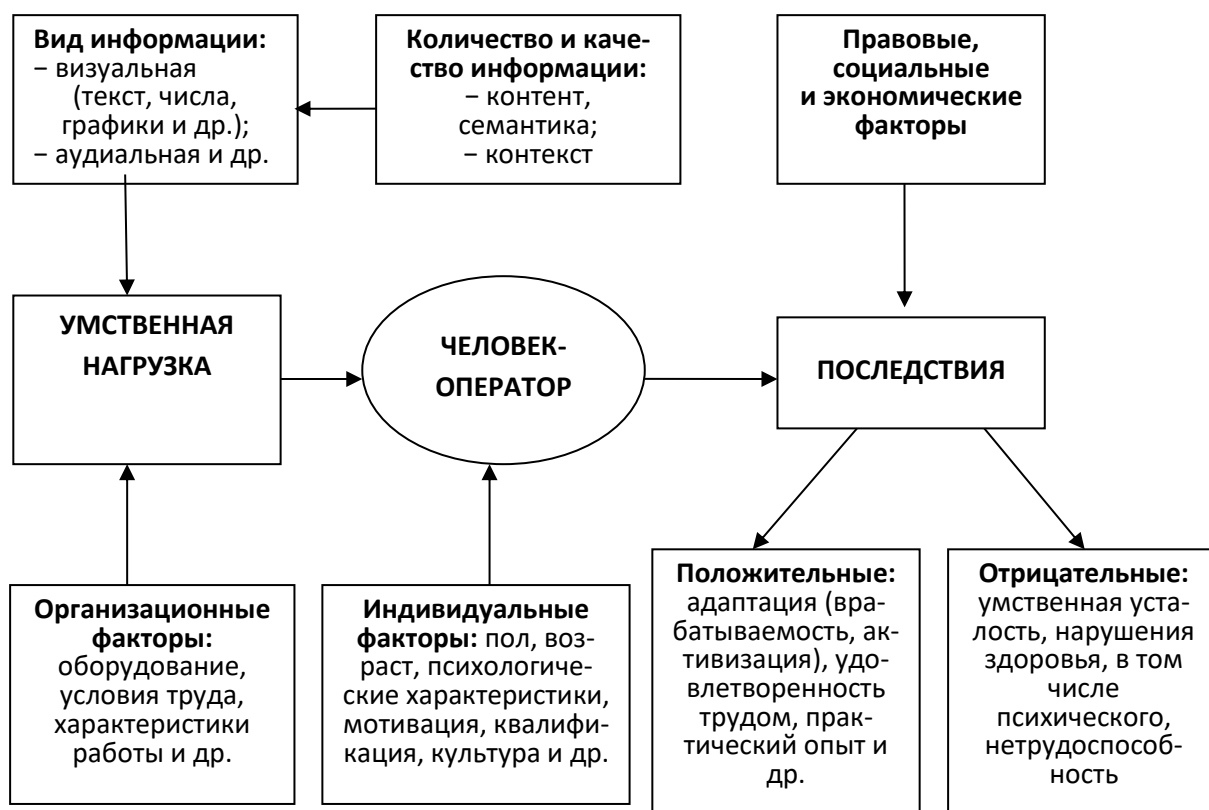 Вид информации:
− визуальная
(текст, числа,
графики и др.);
− аудиальная и др.
Количество и каче-
ство информации:
− контент,
семантика;
− контекст
Правовые,
социальные
и экономические
факторы
УМСТВЕННАЯ
НАГРУЗКА
ЧЕЛОВЕК-
ОПЕРАТОР
ПОСЛЕДСТВИЯ
Организационные
факторы:
оборудование,
условия труда,
характеристики
работы и др.
Индивидуальные
факторы: пол, воз-
раст, психологиче-
ские характеристики,
мотивация, квалифи-
кация, культура и др.
Положительные:
адаптация (вра-
батываемость, ак-
тивизация), удо-
влетворенность
трудом, прак-
тический опыт и
др.
Отрицательные:
умственная уста-
лость, нарушения
здоровья, в том
числе
психического,
нетрудоспособ-
ность